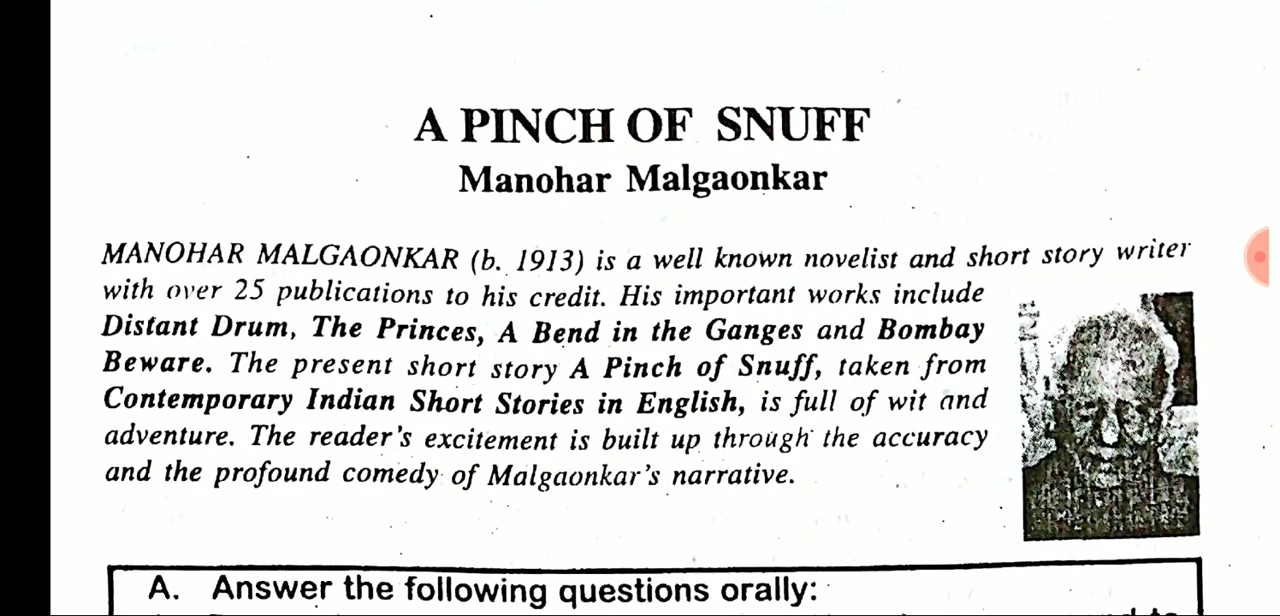 A PINCH OF SNUFF
Manohar Malgaonkar
MANOHAR MALGAONKAR (b. 1913) is a well known novelist and short story writer
with over 25 publications to his credit. His important works include
Distant Drum, The Princes, A Bend in the Ganges and Bombay
Beware. The present short story A Pinch of Snuff, taken from
Contemporary Indian Short Stories in English, is full of wit and
adventure. The reader's excitement is built up through the accuracy
and the profound comedy of Malgaonkar's narrative.
A. Answer the following questions orally: